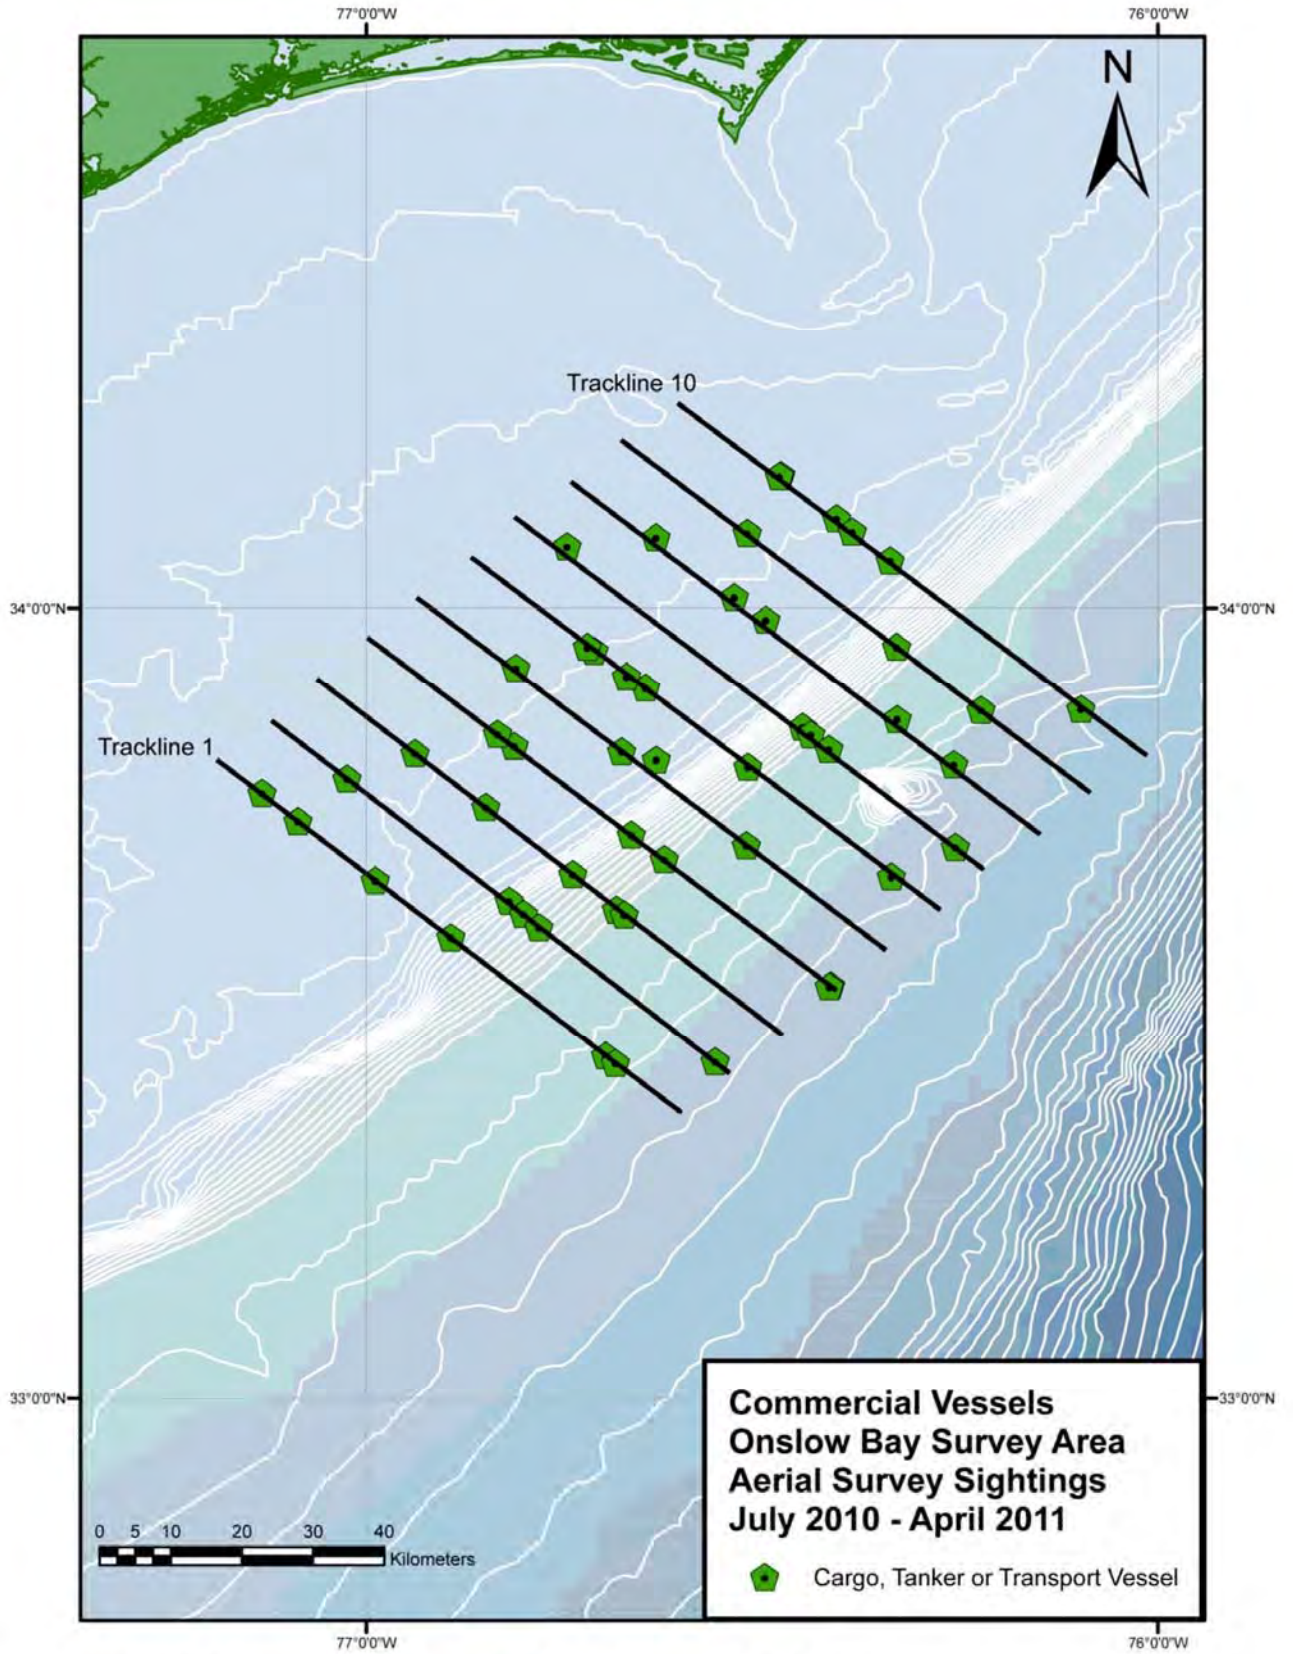 77°0'0"W 76°0'0"W
N
Trackline 10
34°0'0"N 34°0'0"N
Trackline 1
33°0'0"N 33°0'0"N
Commercial Vessels
Onslow Bay Survey Area
Aerial Survey Sightings
July 2010 - April 2011
Cargo, Tanker or Transport Vessel
0 5 10 20 30 40
Kilometers
77°0'0"W 76°0'0"W